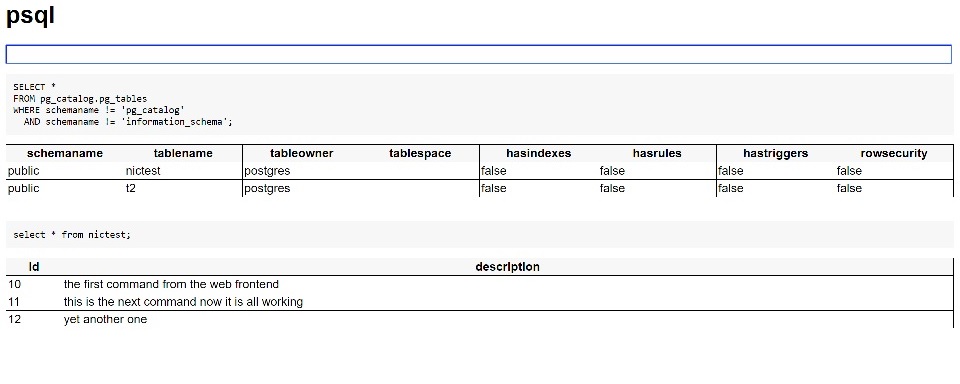 psql
SELECT *
FROM pg_catalog.pg_tables
WHERE schemaname != 'pg_catalog'
AND schemaname != 'information_schema';
schemaname tablename tableowner tablespace hasindexes hasrules hastriggers rowsecurity
public nictest postgres false false false false
public t2 postgres false false false false
select * from nictest;
id description
10 the first command from the web frontend
11 this is the next command now it is all working
12 yet another one